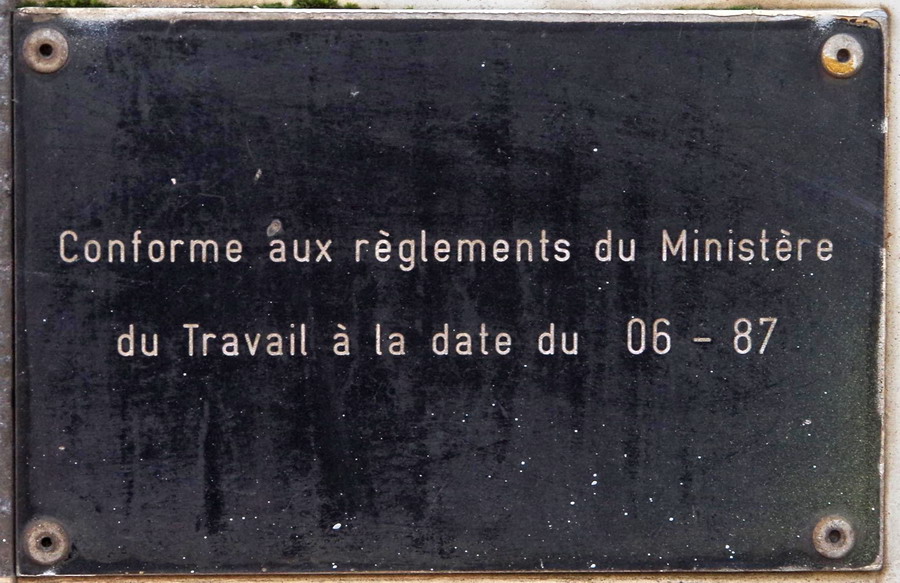 Conforme aux règlements du Ministère
du Travail à la date du 06 – 87